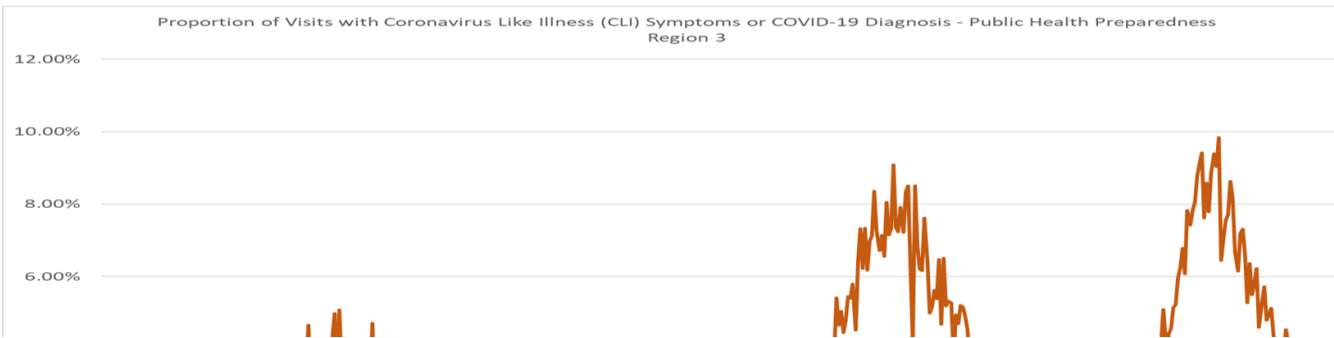 Proportion of Visits with Coronavirus Like Illness (CLI) Symptoms or COVID-19 Diagnosis - Public Health Preparedness
Region 3
12.00%
10.00%
8.00%
6.00%